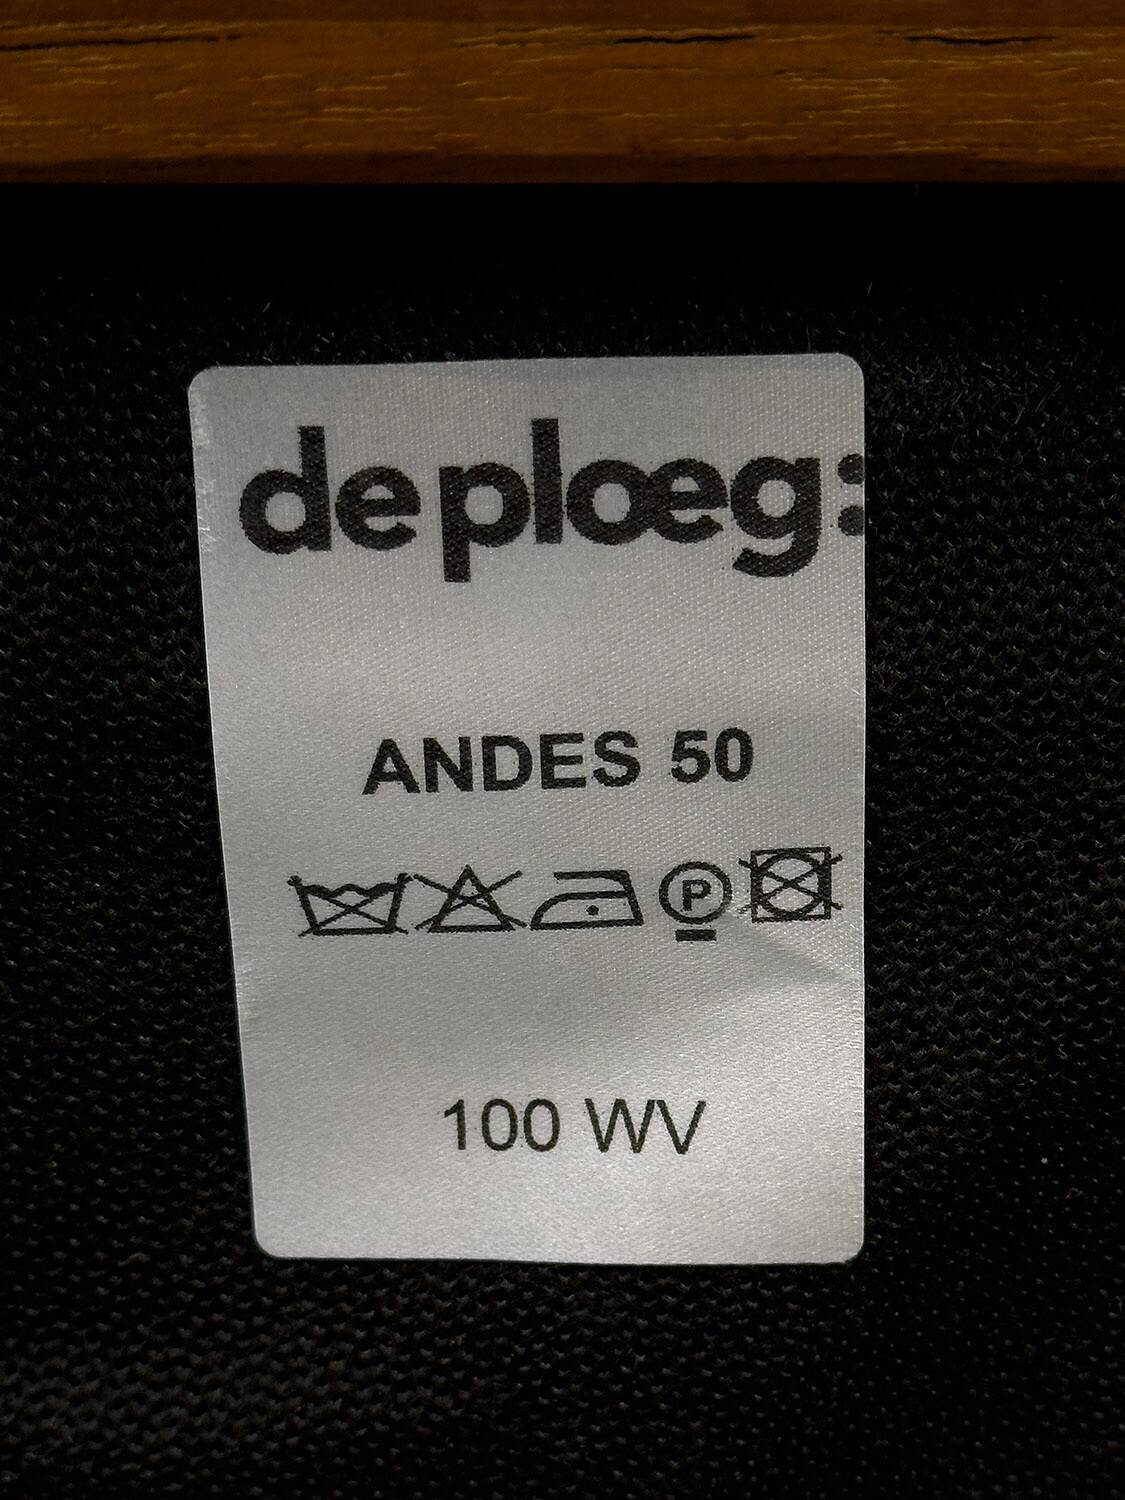 de ploeg:
ANDES 50
P
100 WV